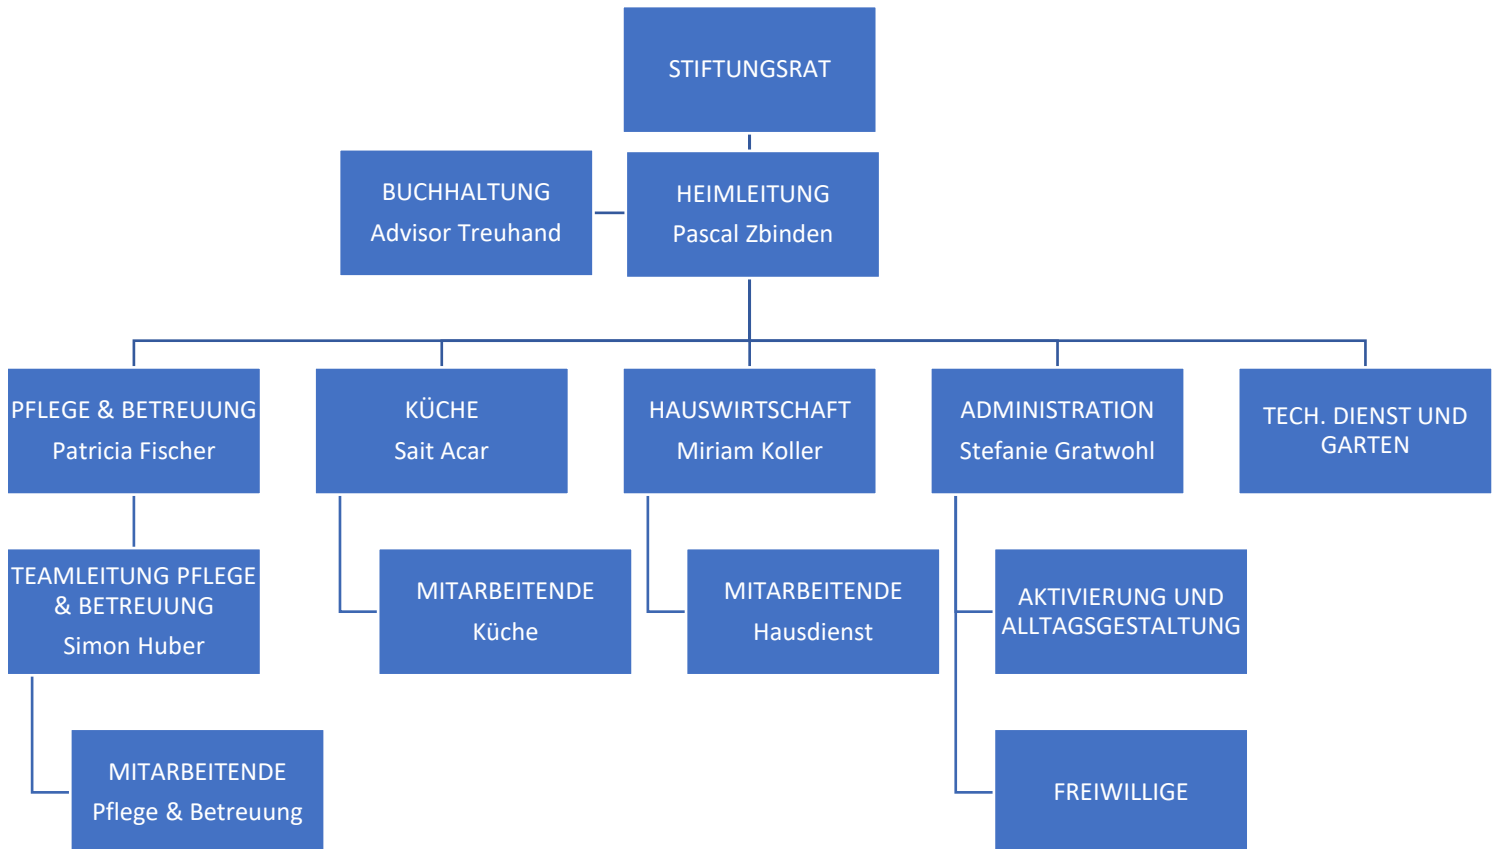 STIFTUNGSRAT
BUCHHALTUNG
Advisor Treuhand
HEIMLEITUNG
Pascal Zbinden
PFLEGE & BETREUUNG
Patricia Fischer
KÜCHE
Sait Acar
HAUSWIRTSCHAFT
Miriam Koller
ADMINISTRATION
Stefanie Gratwohl
TECH. DIENST UND
GARTEN
TEAMLEITUNG PFLEGE
& BETREUUNG
Simon Huber
MITARBEITENDE
Küche
MITARBEITENDE
Hausdienst
AKTIVIERUNG UND
ALLTAGSGESTALTUNG
MITARBEITENDE
Pflege & Betreuung
FREIWILLIGE